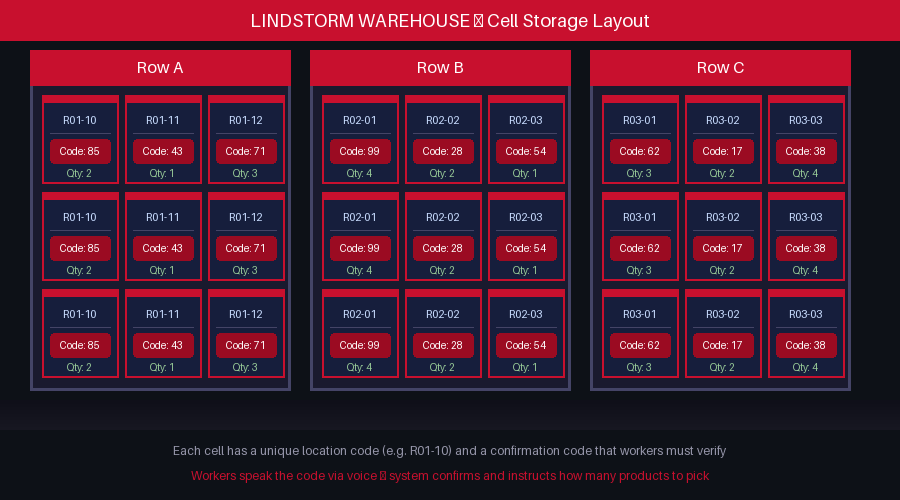 LINDSTORM WAREHOUSE Cell Storage Layout
Row A
R01-10 R01-11 R01-12
Code: 85 Code: 43 Code: 71
Qty: 2 Qty: 1 Qty: 3
R01-10 R01-11 R01-12
Code: 85 Code: 43 Code: 71
Qty: 2 Qty: 1 Qty: 3
R01-10 R01-11 R01-12
Code: 85 Code: 43 Code: 71
Qty: 2 Qty: 1 Qty: 3
Row B
R02-01 R02-02 R02-03
Code: 99 Code: 28 Code: 54
Qty: 4 Qty: 2 Qty: 1
R02-01 R02-02 R02-03
Code: 99 Code: 28 Code: 54
Qty: 4 Qty: 2 Qty: 1
R02-01 R02-02 R02-03
Code: 99 Code: 28 Code: 54
Qty: 4 Qty: 2 Qty: 1
Row C
R03-01 R03-02 R03-03
Code: 62 Code: 17 Code: 38
Qty: 3 Qty: 2 Qty: 4
R03-01 R03-02 R03-03
Code: 62 Code: 17 Code: 38
Qty: 3 Qty: 2 Qty: 4
R03-01 R03-02 R03-03
Code: 62 Code: 17 Code: 38
Qty: 3 Qty: 2 Qty: 4
Each cell has a unique location code (e.g. R01-10) and a confirmation code that workers must verify
Workers speak the code via voice system confirms and instructs how many products to pick